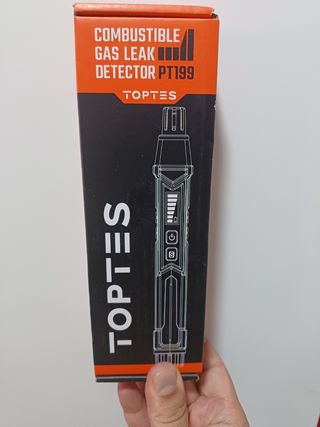 COMBUSTIBLE
GAS LEAK
DETECTOR PT199
TOPTES
TOPTES